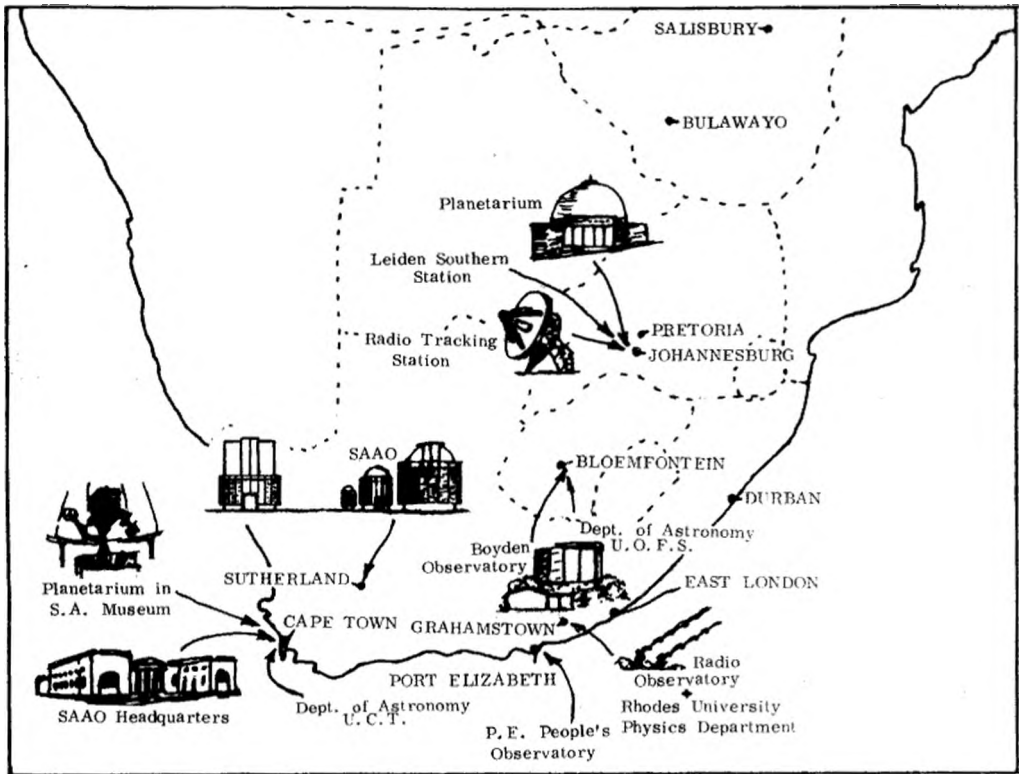 SALISBURY
BULAWAYO
Planetarium
Leiden Southern
Station
Radio Tracking
Station
PRETORIA
JOHANNESBURG
SAAO
BLOEMFONTEIN
DURBAN
Dept. of Astronomy
U.O.F.S.
Boyden
Observatory
SUTHERLAND
EAST LONDON
Planetarium in
S.A. Museum
CAPE TOWN
GRAHAMSTOWN
Radio
Observatory
+
Rhodes University
Physics Department
PORT ELIZABETH
SAAO Headquarters
Dept. of Astronomy
U.C.T.
P.E. People's
Observatory